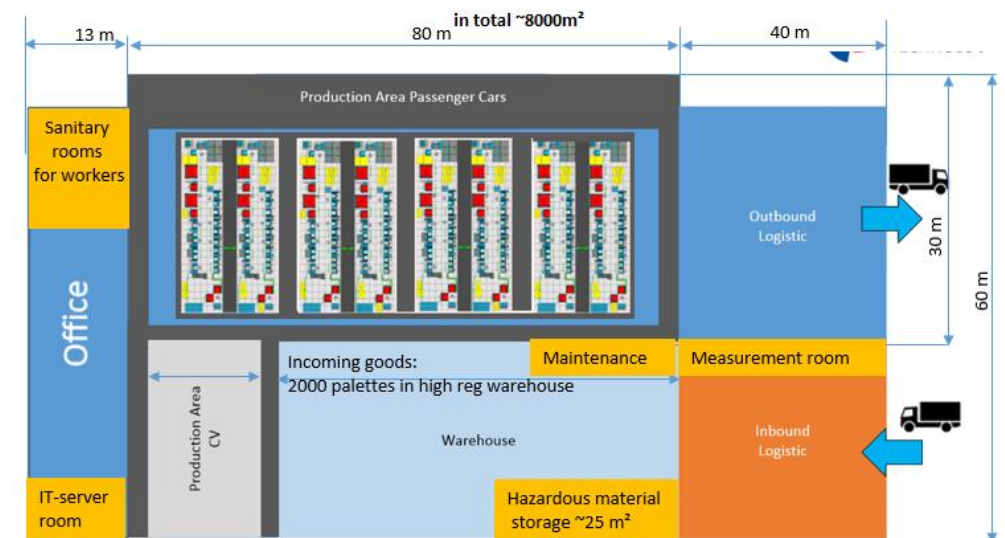 in total ~8000m²
13 m
80 m
40 m
Production Area Passenger Cars
Sanitary
rooms
for workers
Outbound
Logistic
30 m
60 m
Office
Incoming goods:
2000 palettes in high reg warehouse
Maintenance
Measurement room
Production Area
CV
Warehouse
Inbound
Logistic
IT-server
room
Hazardous material
storage ~25 m²